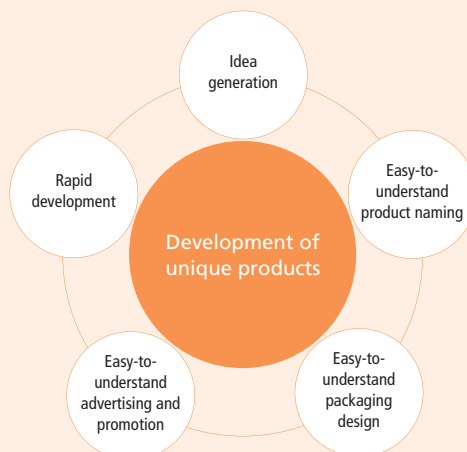 Idea
generation
Easy-to-
understand
product naming
Easy-to-
understand
packaging
design
Easy-to-
understand
advertising and
promotion
Rapid
development
Development of
unique products